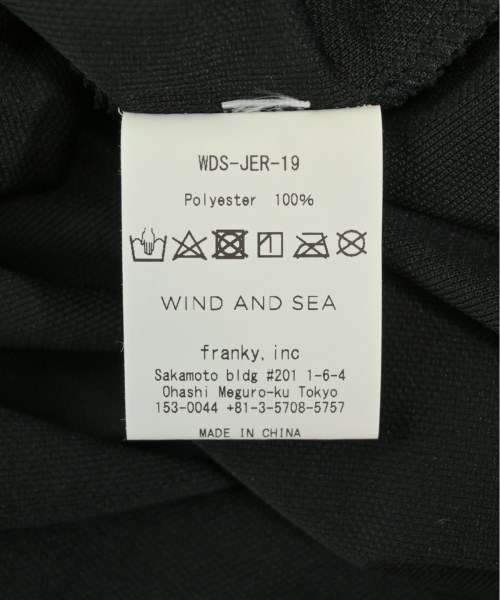 WDS-JER-19
Polyester 100%
WIND AND SEA
franky, inc
Sakamoto bldg #201 1-6-4
Ohashi Meguro-ku Tokyo
153-0044 +81-3-5708-5757
MADE IN CHINA